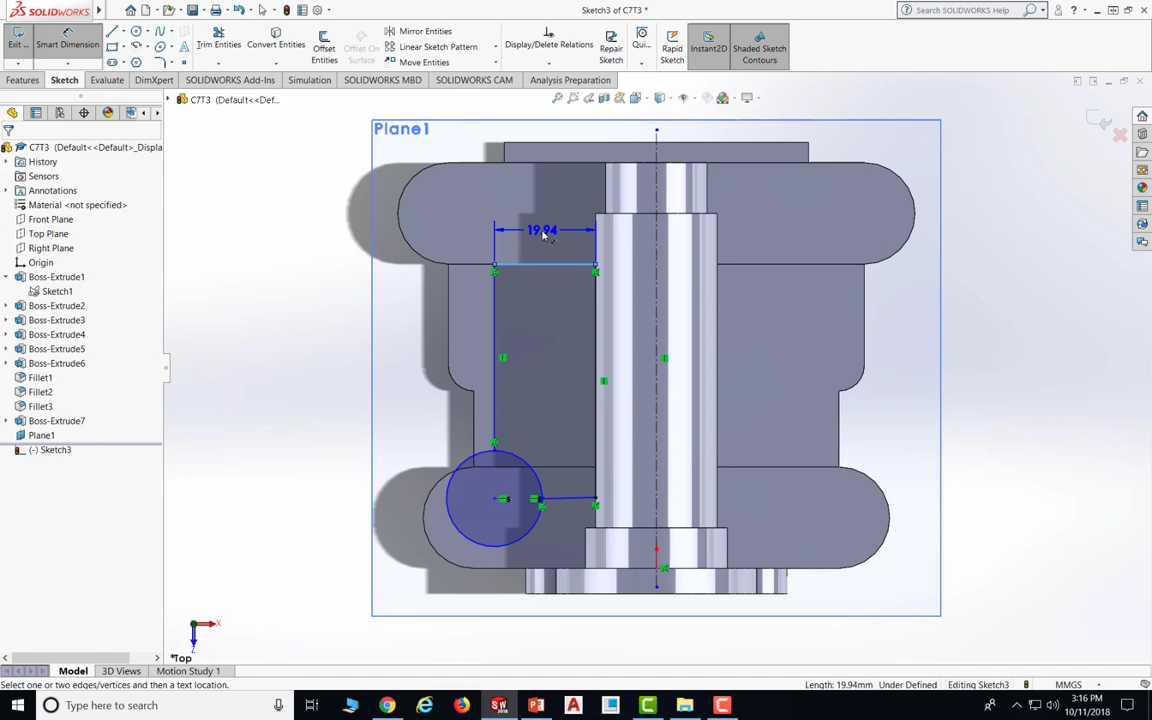 SOLIDWORKS
Sketch3 of C7T3 *
Search SOLIDWORKS Help
Exit ...
Smart Dimension
Trim Entities
Convert Entities
Offset Entities
Offset On Surface
Mirror Entities
Linear Sketch Pattern
Move Entities
Display/Delete Relations
Repair Sketch
Qui...
Rapid Sketch
Instant2D
Shaded Sketch Contours
Features
Sketch
Evaluate
DimXpert
SOLIDWORKS Add-Ins
Simulation
SOLIDWORKS MBD
SOLIDWORKS CAM
Analysis Preparation
C7T3 (Default<<Def...
C7T3 (Default<<Default>_Displa
History
Sensors
Annotations
Material <not specified>
Front Plane
Top Plane
Right Plane
Origin
Boss-Extrude1
Sketch1
Boss-Extrude2
Boss-Extrude3
Boss-Extrude4
Boss-Extrude5
Boss-Extrude6
Fillet1
Fillet2
Fillet3
Boss-Extrude7
Plane1
(-) Sketch3
Plane1
19.94
X
Z
*Top
Model
3D Views
Motion Study 1
Select one or two edges/vertices and then a text location.
Length: 19.94mm
Under Defined
Editing Sketch3
MMGS
Type here to search
3:16 PM
10/11/2018